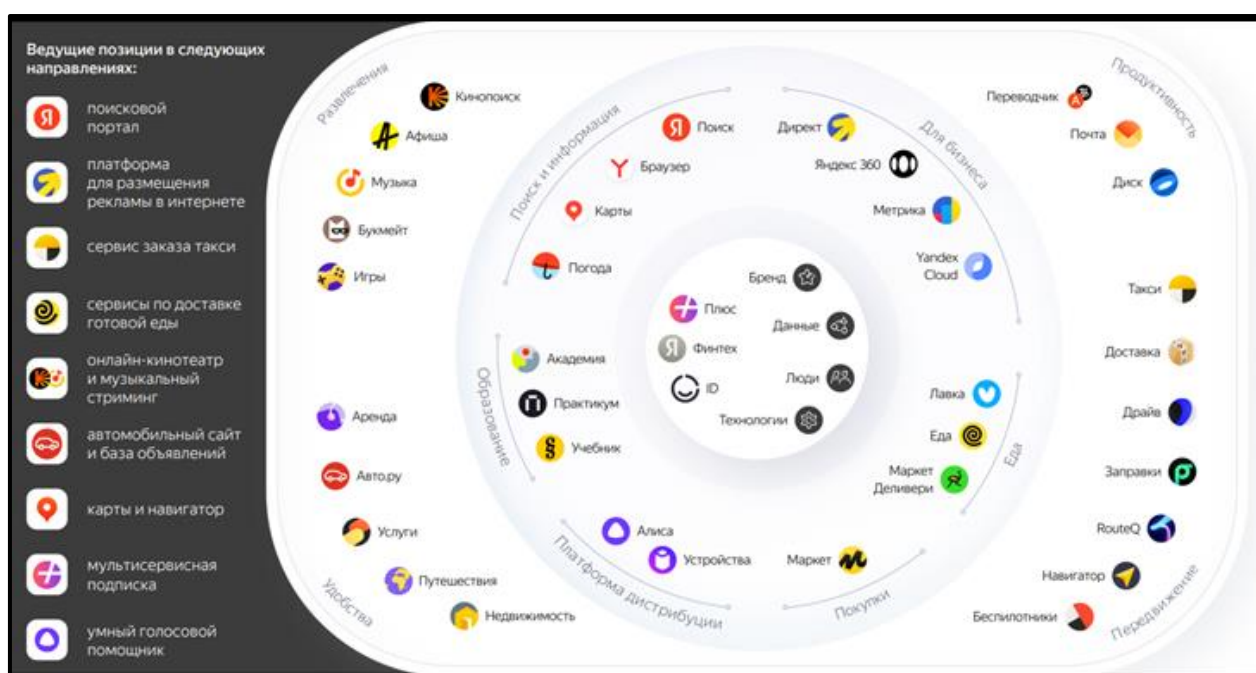 Ведущие позиции в следующих
направлениях:
поисковой
портал
платформа
для размещения
рекламы в интернете
сервис заказа такси
сервисы по доставке
готовой еды
онлайн-кинотеатр
и музыкальный
стриминг
автомобильный сайт
и база объявлений
карты и навигатор
мультисервисная
подписка
умный голосовой
помощник
Развлечения
Кинопоиск
Афиша
Музыка
Букмейт
Игры
Поиск и информация
Поиск
Браузер
Карты
Погода
Для бизнеса
Директ
Яндекс 360
Метрика
Yandex
Cloud
Продуктивность
Переводчик
Почта
Диск
Бренд
Плюс
Данные
Финтех
Люди
ID
Технологии
Образование
Академия
Практикум
Учебник
Еда
Лавка
Еда
Маркет
Деливери
Аренда
Авто.ру
Услуги
Путешествия
Недвижимость
Удобства
Платформа дистрибуции
Алиса
Устройства
Покупки
Маркет
Такси
Доставка
Драйв
Заправки
RouteQ
Навигатор
Беспилотники
Передвижение